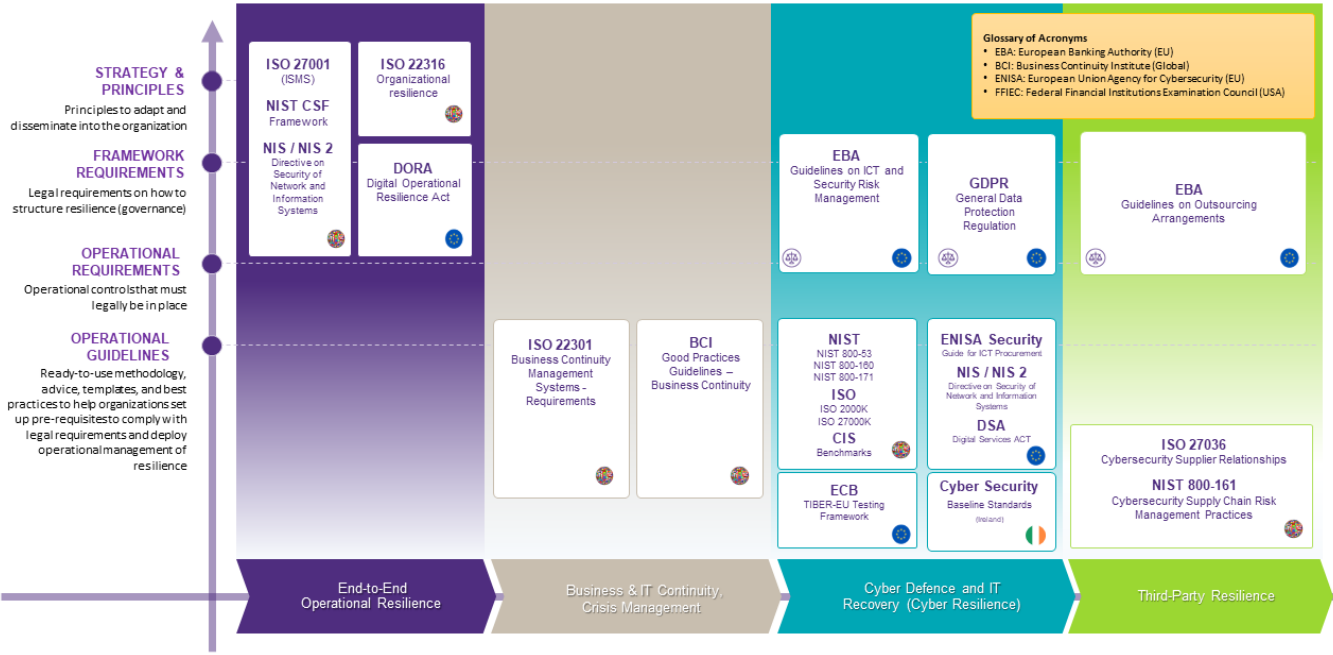 Glossary of Acronyms
• EBA: European Banking Authority (EU)
• BCI: Business Continuity Institute (Global)
• ENISA: European Union Agency for Cybersecurity (EU)
• FFIEC: Federal Financial Institutions Examination Council (USA)
STRATEGY &
PRINCIPLES
Principles to adapt and
disseminate into the organization
FRAMEWORK
REQUIREMENTS
Legal requirements on how to
structure resilience (governance)
OPERATIONAL
REQUIREMENTS
Operational controls that must
legally be in place
OPERATIONAL
GUIDELINES
Ready-to-use methodology,
advice, templates, and best
practices to help organizations set
up pre-requisites to comply with
legal requirements and deploy
operational management of
resilience
ISO 27001
(ISMS)
NIST CSF
Framework
NIS / NIS 2
Directive on
Security of
Network and
Information
Systems
ISO 22316
Organizational
resilience
DORA
Digital Operational
Resilience Act
ISO 22301
Business Continuity
Management
Systems -
Requirements
BCI
Good Practices
Guidelines –
Business Continuity
EBA
Guidelines on ICT and
Security Risk
Management
GDPR
General Data
Protection
Regulation
NIST
NIST 800-53
NIST 800-160
NIST 800-171
ISO
ISO 2000K
ISO 27000K
CIS
Benchmarks
ENISA Security
Guide for ICT Procurement
NIS / NIS 2
Directive on Security of
Network and Information
Systems
DSA
Digital Services ACT
ECB
TIBER-EU Testing
Framework
Cyber Security
Baseline Standards
(Ireland)
EBA
Guidelines on Outsourcing
Arrangements
ISO 27036
Cybersecurity Supplier Relationships
NIST 800-161
Cybersecurity Supply Chain Risk
Management Practices
End-to-End
Operational Resilience
Business & IT Continuity,
Crisis Management
Cyber Defence and IT
Recovery (Cyber Resilience)
Third-Party Resilience